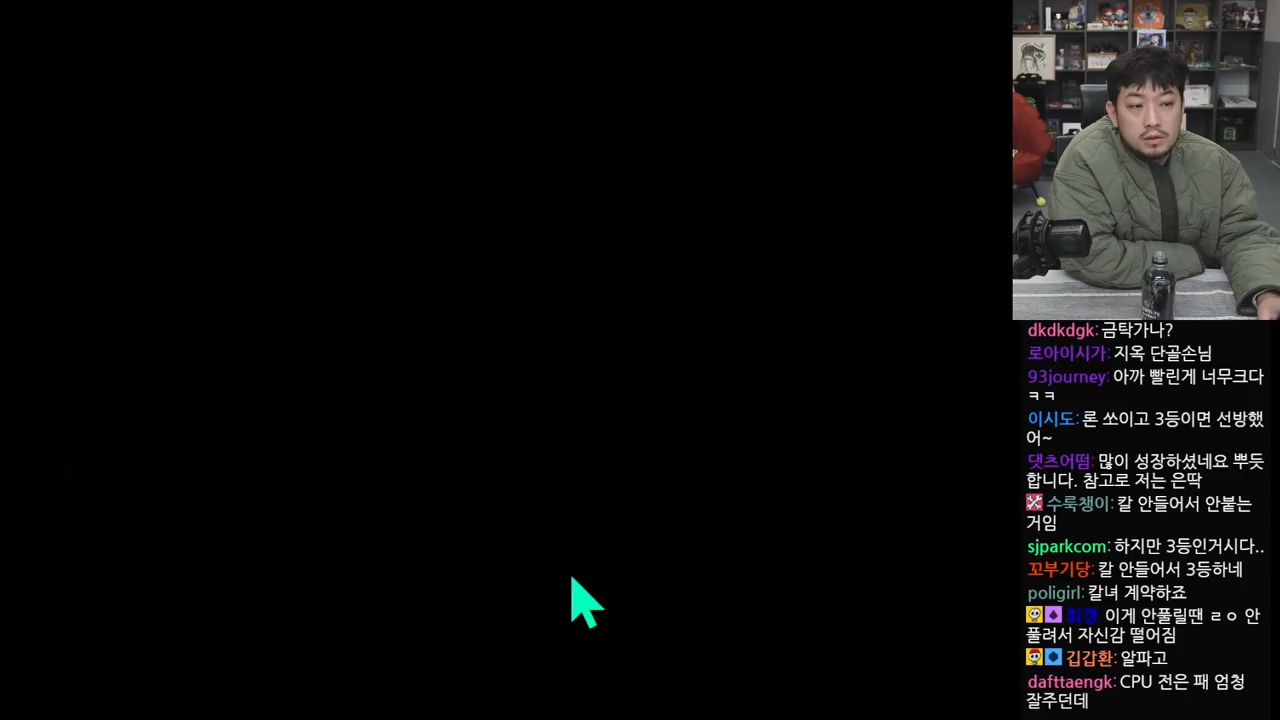 dkdkdgk: 금탁가나?
로아이시가: 지옥 단골손님
93journey: 아까 빨린게 너무크다
ㅋㅋ
이시도: 론 쏘이고 3등이면 선방했
어~
댓츠어떰: 많이 성장하셨네요 뿌듯
합니다. 참고로 저는 은딱
수룩챙이: 칼 안들어서 안붙는
거임
sjparkcom: 하지만 3등인거시다..
꼬부기당: 칼 안들어서 3등하네
poligirl: 칼녀 계약하죠
이게 안풀릴땐 ㄹㅇ 안
풀려서 자신감 떨어짐
김갑환: 알파고
dafttaengk: CPU 전은 패 엄청
잘주던데